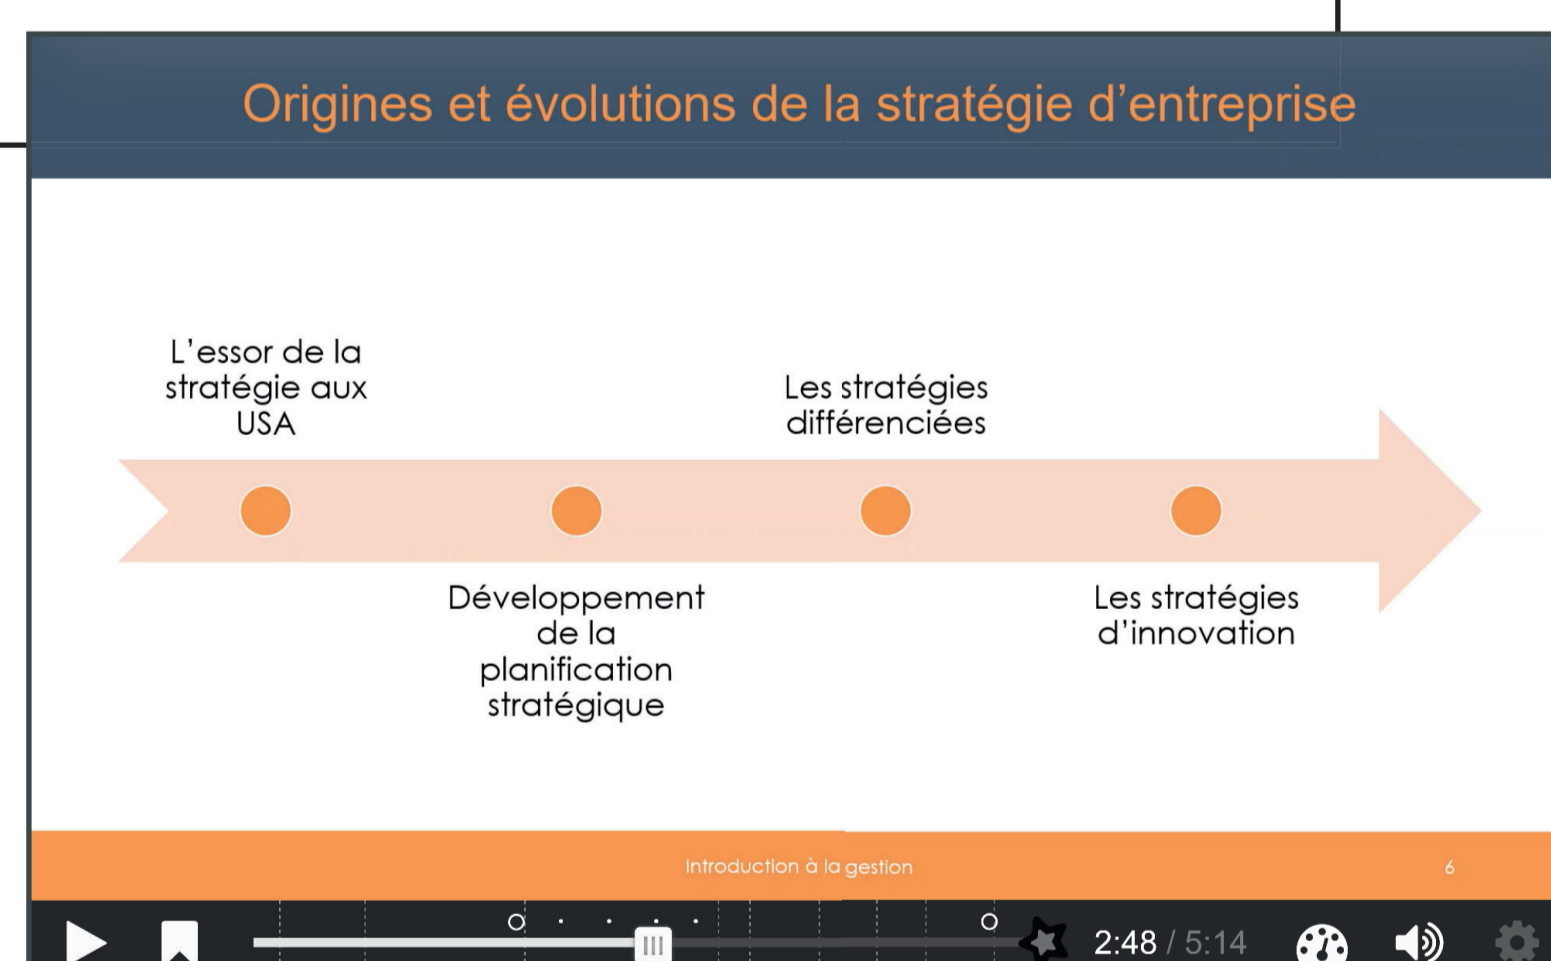 Origines et évolutions de la stratégie d'entreprise
L'essor de la
stratégie aux
USA
Développement
de la
planification
stratégique
Les stratégies
différenciées
Les stratégies
d'innovation
Introduction à la gestion
6
2:48 / 5:14